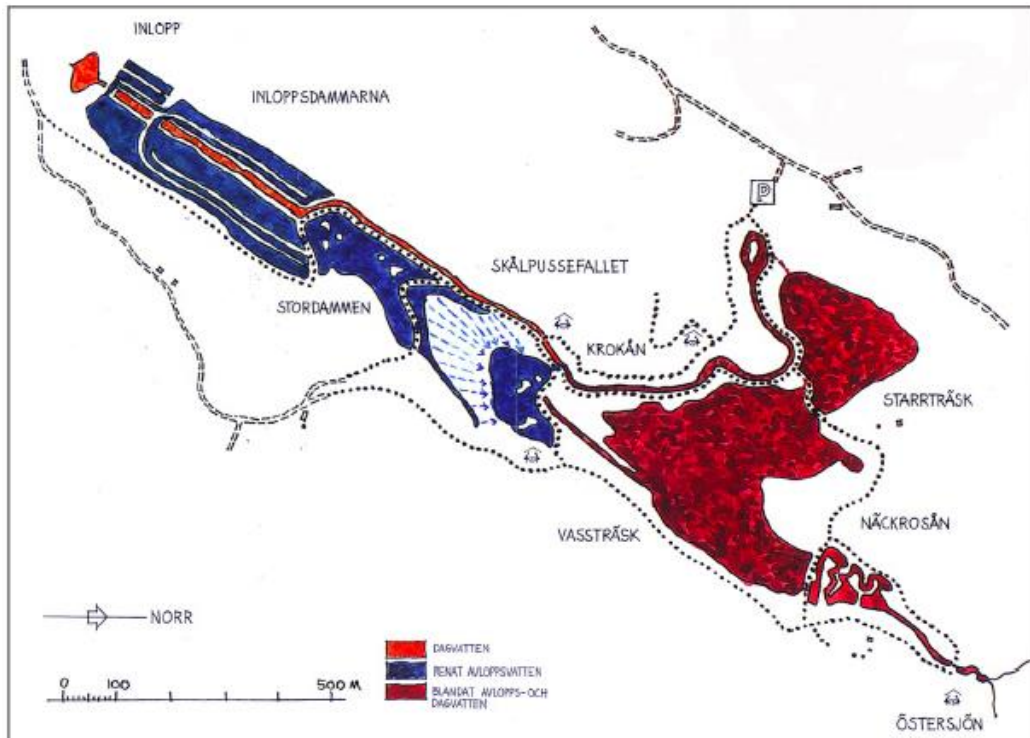 INLOPP
INLOPPSDAMMARNA
P
SKÅLPUSSEFALLET
STORDAMMEN
KROKÅN
STARRTRÄSK
NÄCKROSÅN
VASSTRÄSK
NORR
DAGVATTEN
RENAT AVLOPPSVATTEN
BLANDAT AVLOPPS-OCH
DAGVATTEN
0 100 500 M.
ÖSTERSJÖN